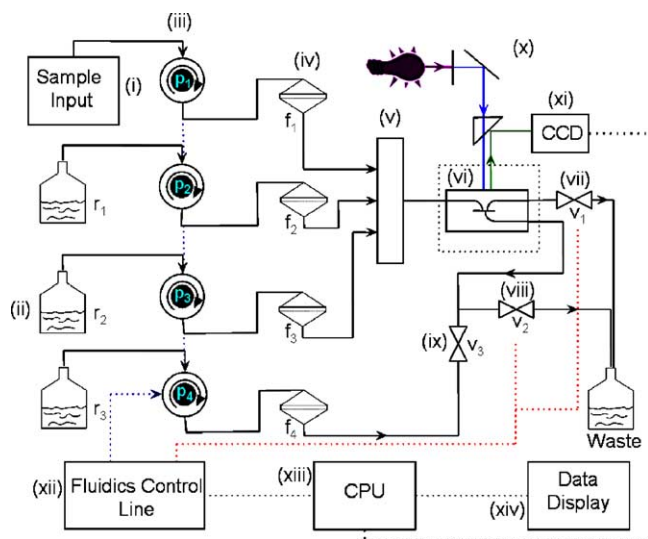 (iii)
Sample
Input
(i)
p1
(iv)
f1
(x)
(xi)
CCD
(v)
(vi)
(vii)
v1
r1
p2
f2
(ii)
r2
p3
f3
(viii)
v2
(ix)
v3
r3
p4
f4
Waste
(xii)
Fluidics Control
Line
(xiii)
CPU
(xiv)
Data
Display